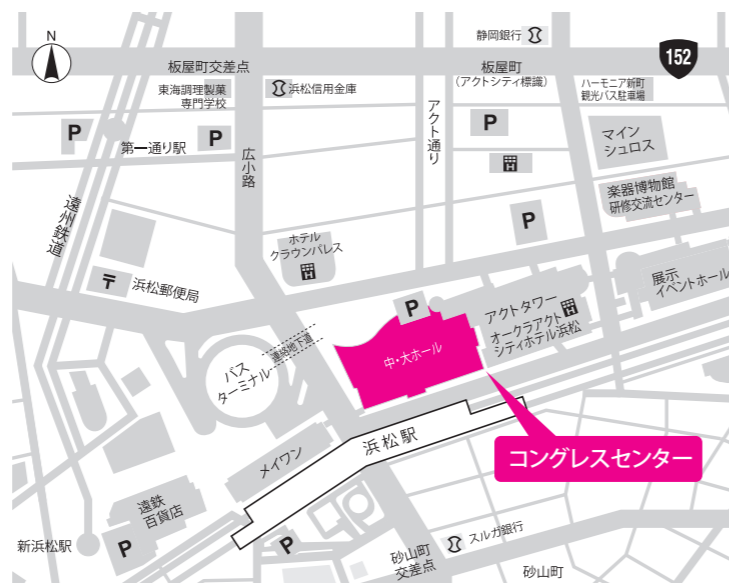 N
静岡銀行
152
板屋町交差点
板屋町
(アクトシティ標識)
ハーモニア新町
観光バス駐車場
東海調理製菓
専門学校
浜松信用金庫
P
P
P
第一通り駅
広小路
アクト通り
マイン
シュロス
H
楽器博物館
研修交流センター
遠州鉄道
P
ホテル
クラウンパレス
H
展示
イベントホール
〒
浜松郵便局
P
アクトタワー
オークラアクト
シティホテル浜松
H
連絡地下道
中・大ホール
バス
ターミナル
浜松駅
コングレスセンター
メイワン
遠鉄
百貨店
新浜松駅
P
P
スルガ銀行
砂山町
交差点
砂山町